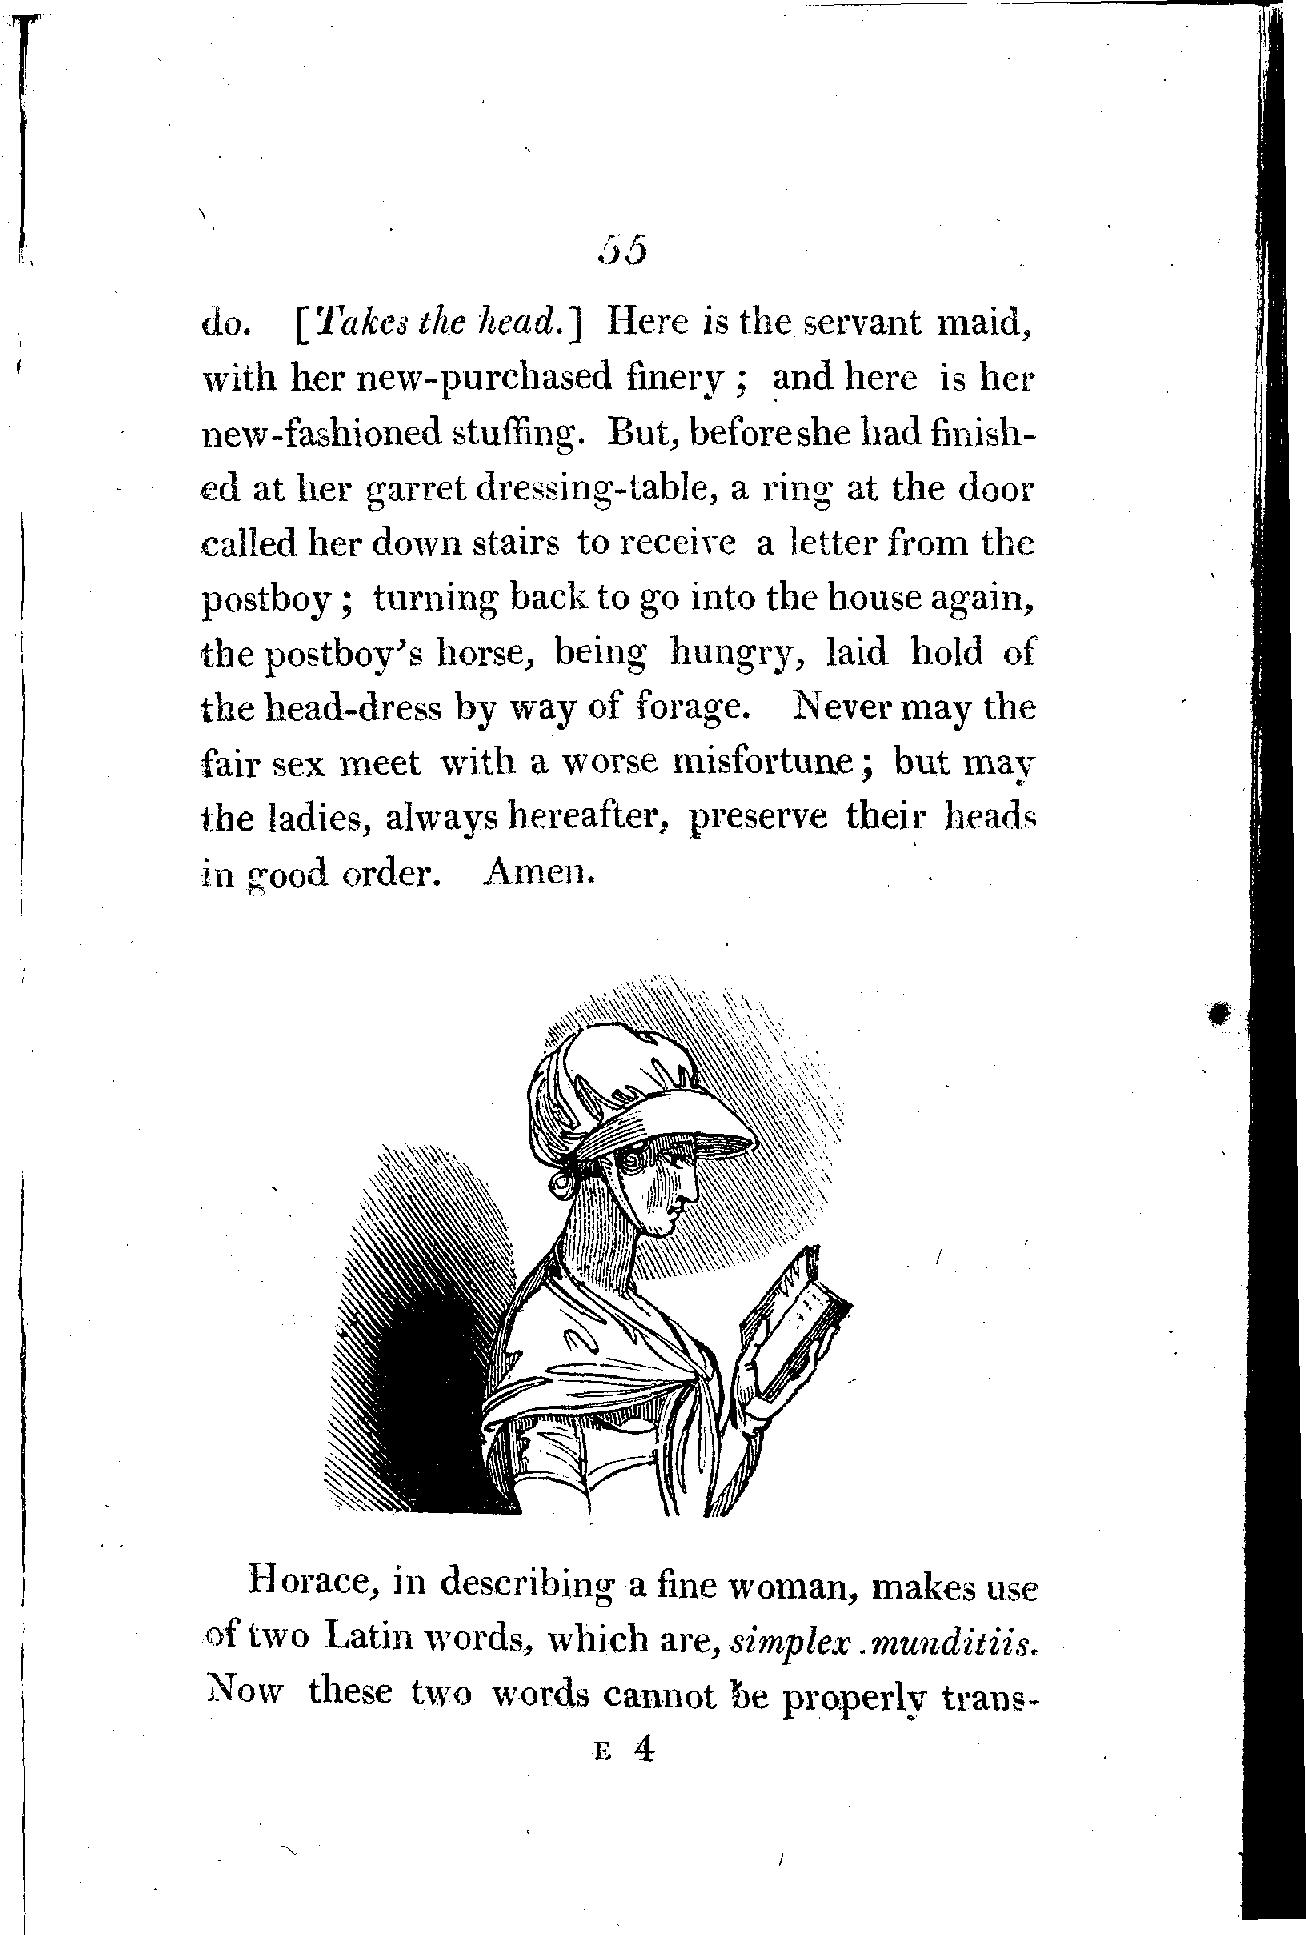 55
do. [Takes the head.] Here is the servant maid,
with her new-purchased finery ; and here is her
new-fashioned stuffing. But, before she had finish-
ed at her garret dressing-table, a ring at the door
called her down stairs to receive a letter from the
postboy ; turning back to go into the house again,
the postboy's horse, being hungry, laid hold of
the head-dress by way of forage. Never may the
fair sex meet with a worse misfortune ; but may
the ladies, always hereafter, preserve their heads
in good order. Amen.
Horace, in describing a fine woman, makes use
of two Latin words, which are, simplex munditiis.
Now these two words cannot be properly trans-
E 4